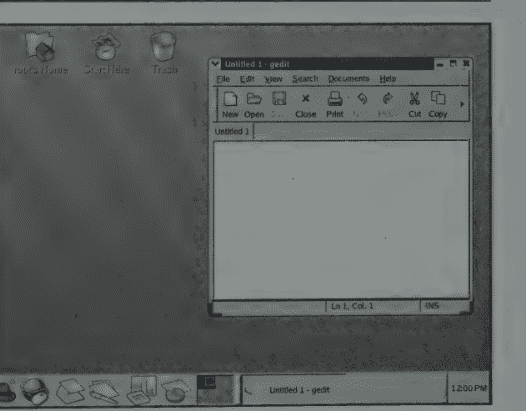 root's Home Start Here Trash
Untitled 1 - gedit
File Edit View Search Documents Help
New Open Close Print Cut Copy
Untitled 1
Ln 1, Col. 1 INS
Untitled 1 - gedit 12:00 PM